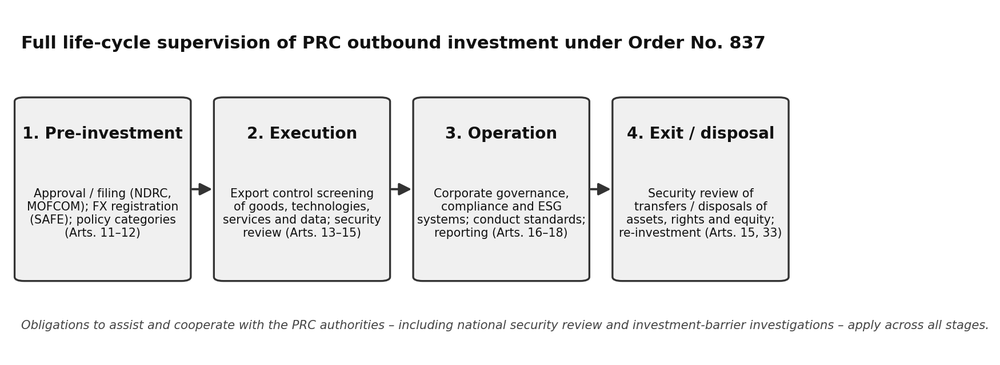 Full life-cycle supervision of PRC outbound investment under Order No. 837
1. Pre-investment
Approval / filing (NDRC,
MOFCOM); FX registration
(SAFE); policy categories
(Arts. 11–12)
2. Execution
Export control screening
of goods, technologies,
services and data; security
review (Arts. 13–15)
3. Operation
Corporate governance,
compliance and ESG
systems; conduct standards;
reporting (Arts. 16–18)
4. Exit / disposal
Security review of
transfers / disposals of
assets, rights and equity;
re-investment (Arts. 15, 33)
Obligations to assist and cooperate with the PRC authorities – including national security review and investment-barrier investigations – apply across all stages.